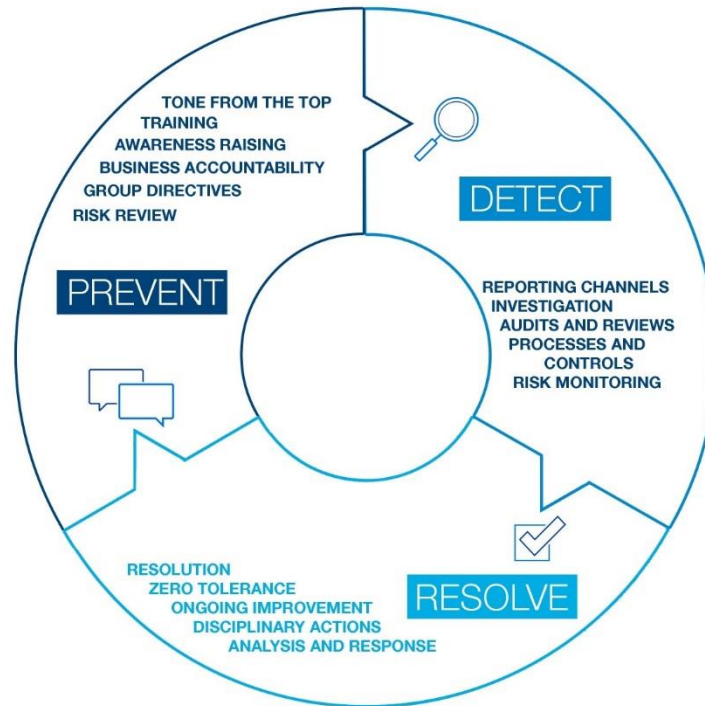 TONE FROM THE TOP
TRAINING
AWARENESS RAISING
BUSINESS ACCOUNTABILITY
GROUP DIRECTIVES
RISK REVIEW
PREVENT
DETECT
REPORTING CHANNELS
INVESTIGATION
AUDITS AND REVIEWS
PROCESSES AND
CONTROLS
RISK MONITORING
RESOLVE
RESOLUTION
ZERO TOLERANCE
ONGOING IMPROVEMENT
DISCIPLINARY ACTIONS
ANALYSIS AND RESPONSE